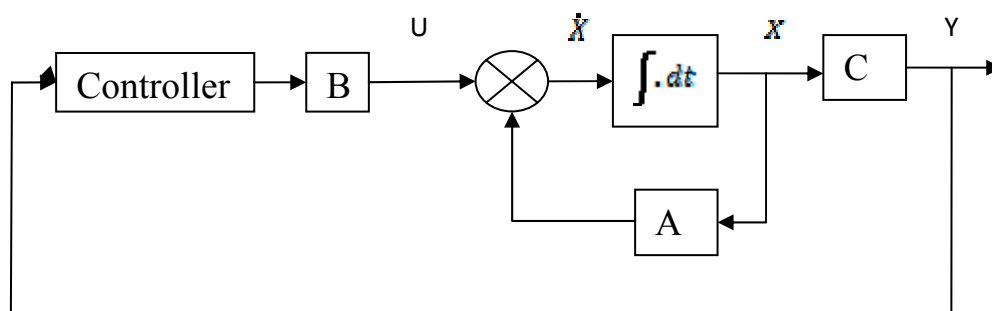 U Ẋ X Y
Controller B ∫.dt C
A